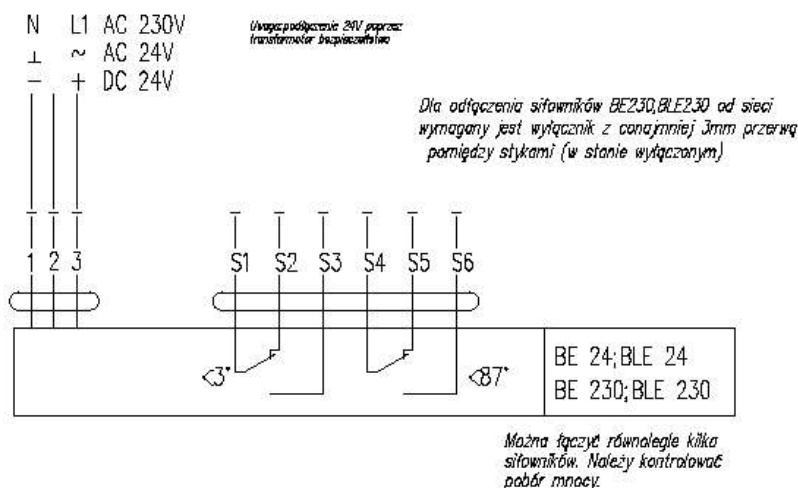 N L1 AC 230V
⊥ ~ AC 24V
− + DC 24V
Uwaga:podłączenie 24V poprzez
transformator bezpieczeństwa
Dla odłączenia siłowników BE230,BLE230 od sieci
wymagany jest wyłącznik z conajmniej 3mm przerwą
pomiędzy stykami (w stanie wyłączonym)
1 2 3 S1 S2 S3 S4 S5 S6
<3° <87°
BE 24;BLE 24
BE 230;BLE 230
Można łączyć równolegle kilka
siłowników. Należy kontrolować
pobór mnocy.